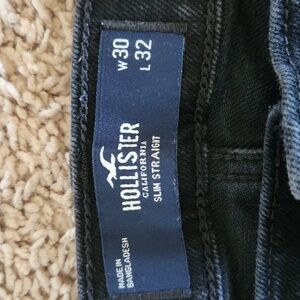 W 30
L 32
HOLLISTER
CALIFORNIA
SLIM STRAIGHT
MADE IN
BANGLADESH